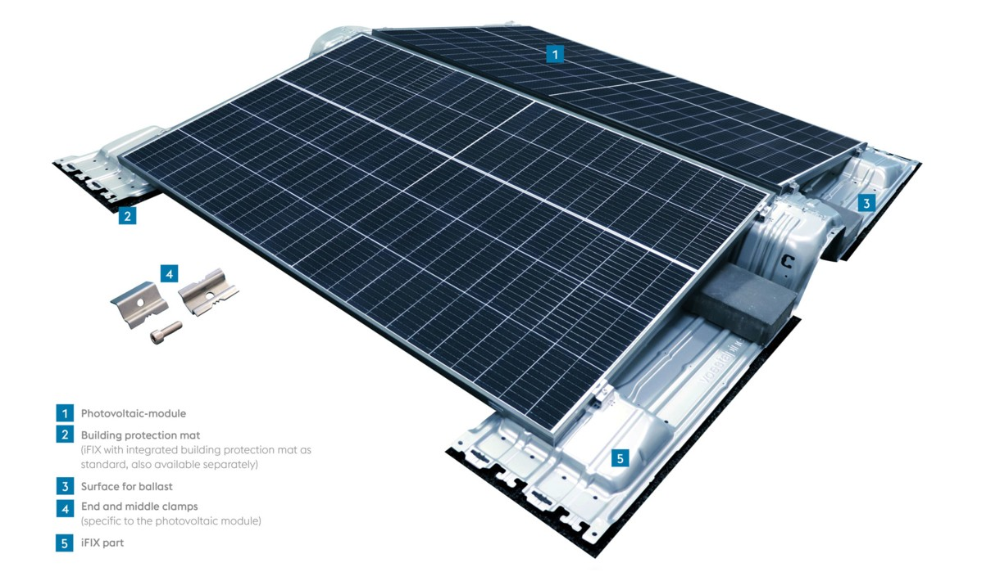 1
3
2
4
C
voestalpine
5
1 Photovoltaic-module
2 Building protection mat
(iFIX with integrated building protection mat as
standard, also available separately)
3 Surface for ballast
4 End and middle clamps
(specific to the photovoltaic module)
5 iFIX part